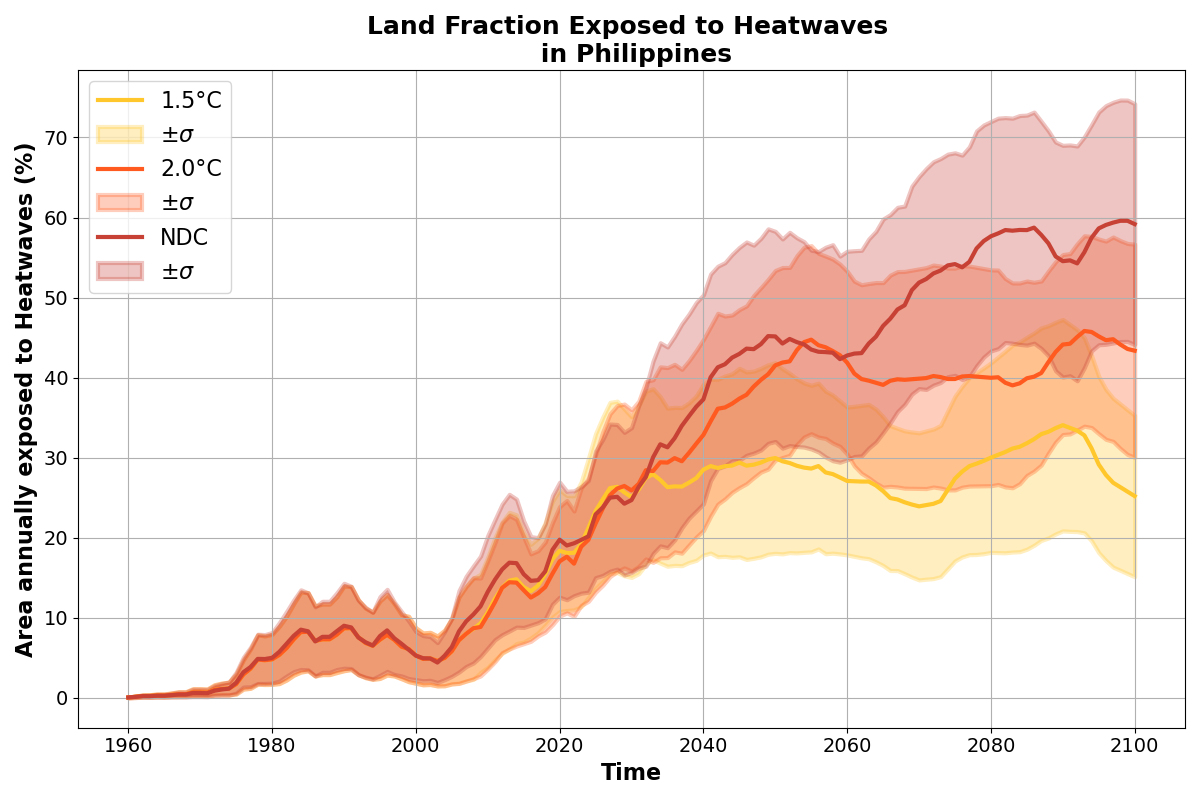 Land Fraction Exposed to Heatwaves
in Philippines
1.5°C
±σ
2.0°C
±σ
NDC
±σ
Area annually exposed to Heatwaves (%)
70
60
50
40
30
20
10
0
1960 1980 2000 2020 2040 2060 2080 2100
Time